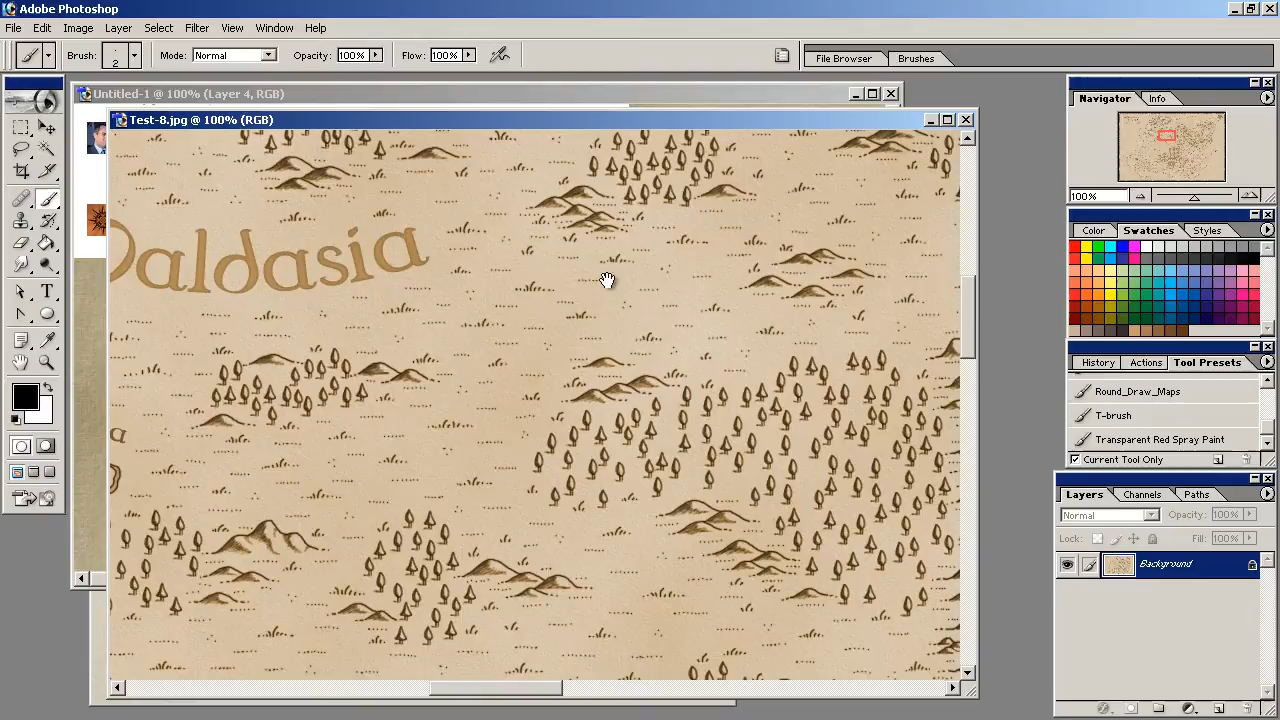 Adobe Photoshop
File Edit Image Layer Select Filter View Window Help
Brush: 2 Mode: Normal Opacity: 100% Flow: 100% File Browser Brushes
Untitled-1 @ 100% (Layer 4, RGB)
Test-8.jpg @ 100% (RGB)
Daldasia
a
Navigator Info
100%
Color Swatches Styles
History Actions Tool Presets
Round_Draw_Maps
T-brush
Transparent Red Spray Paint
Current Tool Only
Layers Channels Paths
Normal Opacity: 100%
Lock: Fill: 100%
Background